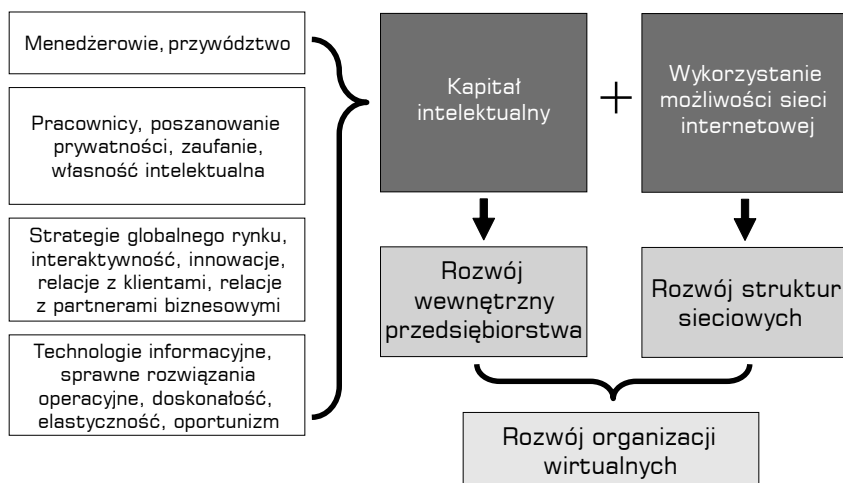 Menedżerowie, przywództwo
Pracownicy, poszanowanie
prywatności, zaufanie,
własność intelektualna
Strategie globalnego rynku,
interaktywność, innowacje,
relacje z klientami, relacje
z partnerami biznesowymi
Technologie informacyjne,
sprawne rozwiązania
operacyjne, doskonałość,
elastyczność, oportunizm
Kapitał
intelektualny
+
Wykorzystanie
możliwości sieci
internetowej
Rozwój
wewnętrzny
przedsiębiorstwa
Rozwój struktur
sieciowych
Rozwój organizacji
wirtualnych